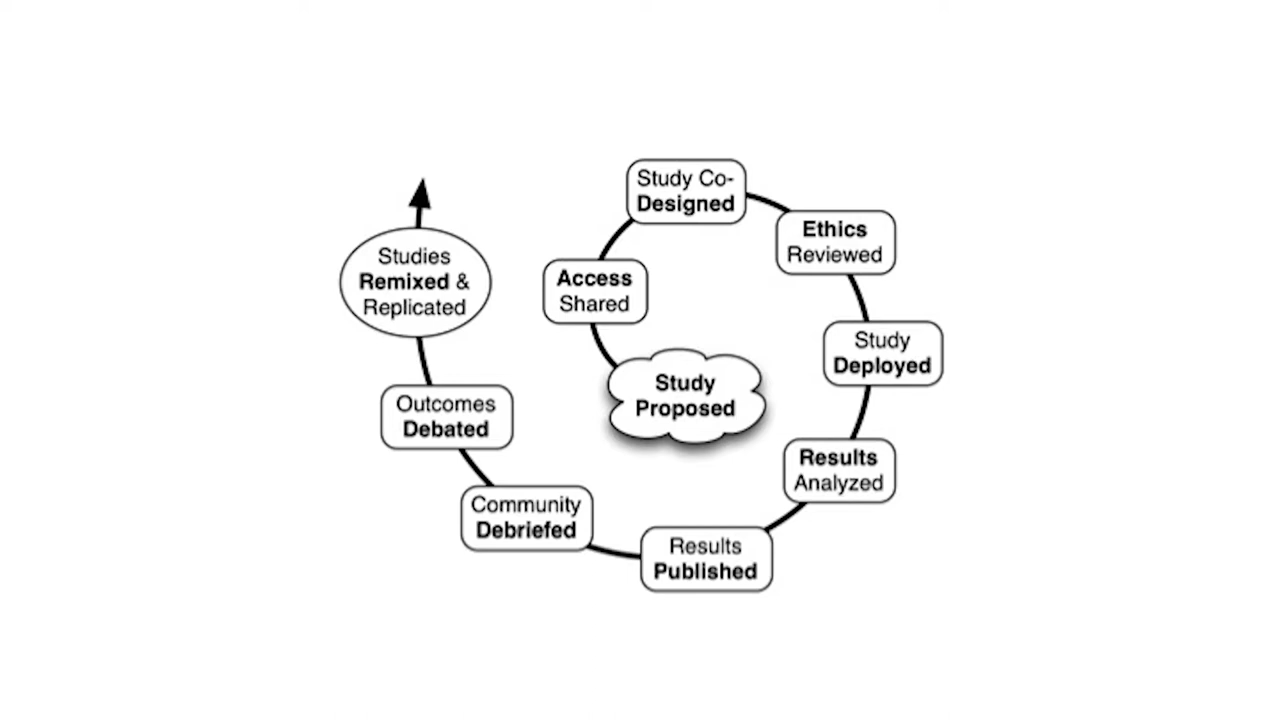 Study
Proposed
Access
Shared
Study Co-
Designed
Ethics
Reviewed
Study
Deployed
Results
Analyzed
Results
Published
Community
Debriefed
Outcomes
Debated
Studies
Remixed &
Replicated